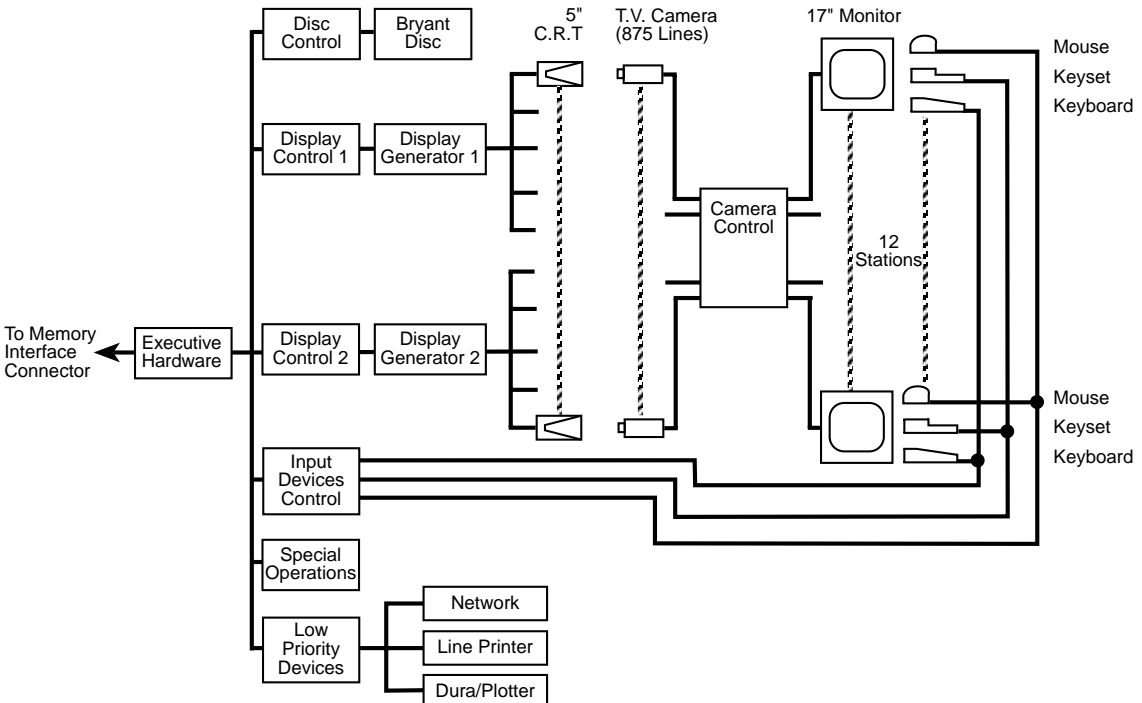 Disc
Control
Bryant
Disc
5"
C.R.T
T.V. Camera
(875 Lines)
17" Monitor
Mouse
Keyset
Keyboard
Display
Control 1
Display
Generator 1
Camera
Control
12
Stations
To Memory
Interface
Connector
Executive
Hardware
Display
Control 2
Display
Generator 2
Mouse
Keyset
Keyboard
Input
Devices
Control
Special
Operations
Low
Priority
Devices
Network
Line Printer
Dura/Plotter